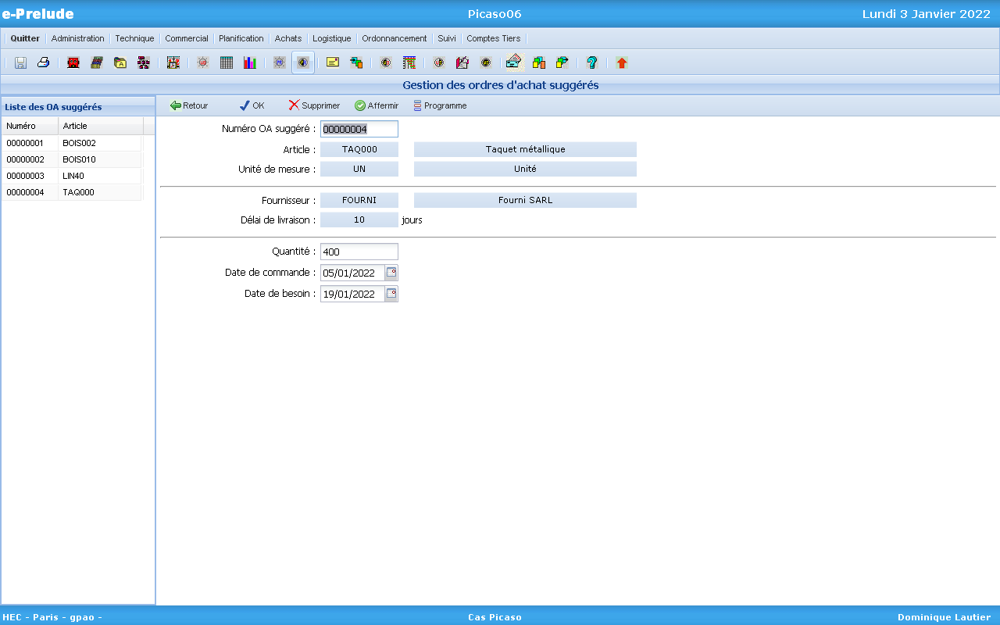 e-Prelude Picaso06 Lundi 3 Janvier 2022
Quitter Administration Technique Commercial Planification Achats Logistique Ordonnancement Suivi Comptes Tiers
Gestion des ordres d'achat suggérés
Liste des OA suggérés
Numéro Article
00000001 BOIS002
00000002 BOIS010
00000003 LIN40
00000004 TAQ000
Retour OK Supprimer Affermir Programme
Numéro OA suggéré : 00000004
Article : TAQ000 Taquet métallique
Unité de mesure : UN Unité
Fournisseur : FOURNI Fourni SARL
Délai de livraison : 10 jours
Quantité : 400
Date de commande : 05/01/2022
Date de besoin : 19/01/2022
HEC - Paris - gpao - Cas Picaso Dominique Lautier